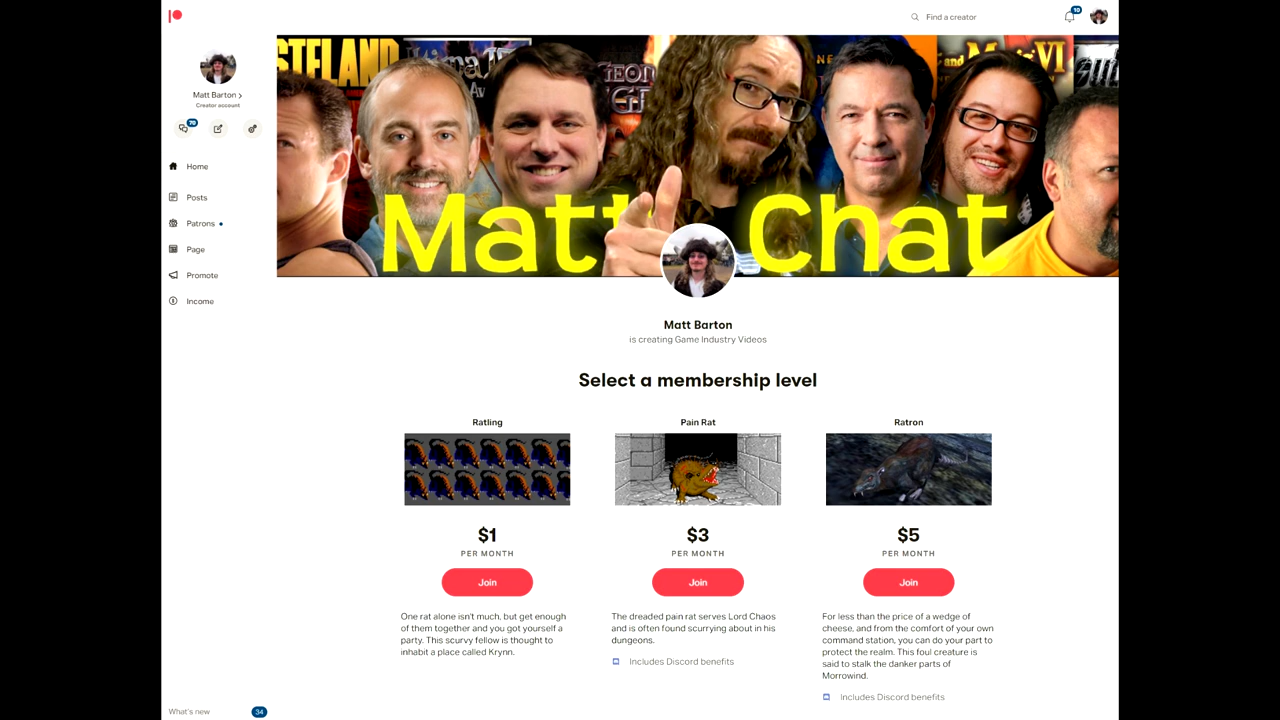 Find a creator
10
Matt Barton
Creator account
70
Home
Posts
Patrons
Page
Promote
Income
What's new
34
Matt Chat
Matt Barton
is creating Game Industry Videos
Select a membership level
Ratling
$1
PER MONTH
Join
One rat alone isn't much, but get enough
of them together and you got yourself a
party. This scurvy fellow is thought to
inhabit a place called Krynn.
Pain Rat
$3
PER MONTH
Join
The dreaded pain rat serves Lord Chaos
and is often found scurrying about in his
dungeons.
Includes Discord benefits
Ratron
$5
PER MONTH
Join
For less than the price of a wedge of
cheese, and from the comfort of your own
command station, you can do your part to
protect the realm. This foul creature is
said to stalk the danker parts of
Morrowind.
Includes Discord benefits